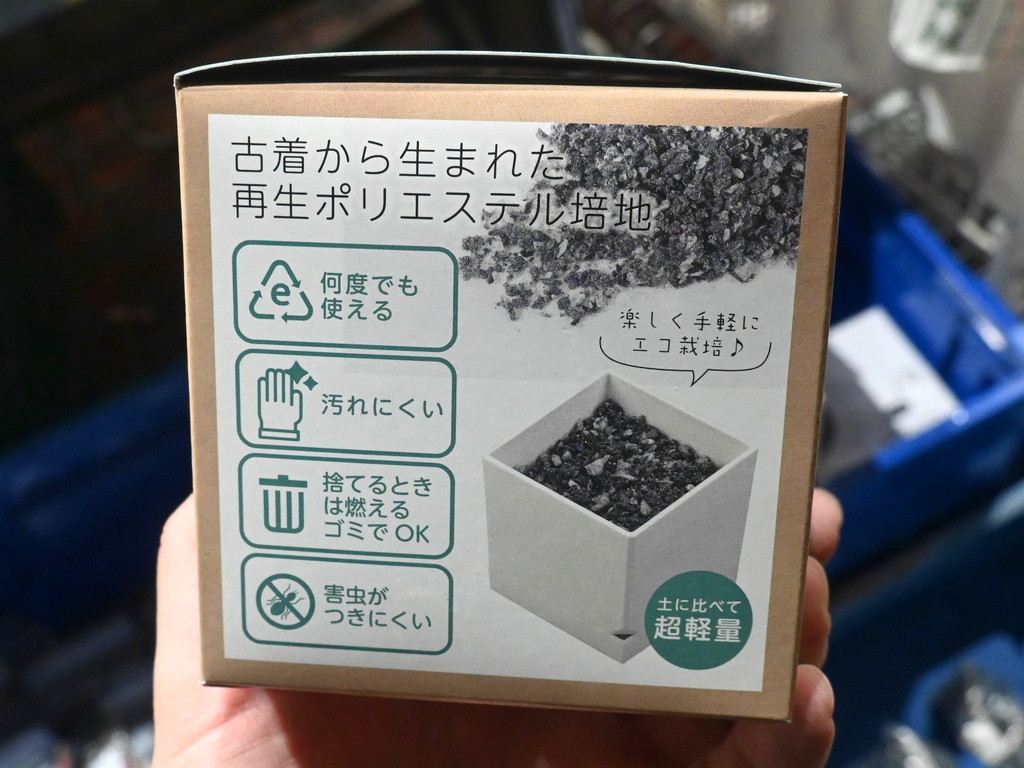 古着から生まれた
再生ポリエステル培地
e
何度でも
使える
汚れにくい
捨てるとき
は燃える
ゴミでOK
害虫が
つきにくい
楽しく手軽に
エコ栽培♪
土に比べて
超軽量